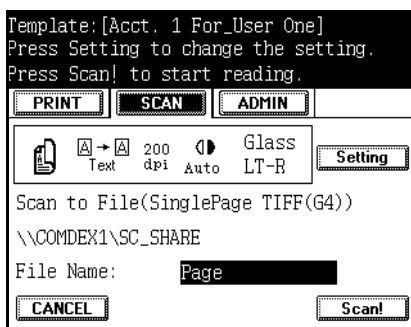 Template:[Acct. 1 For_User One]
Press Setting to change the setting.
Press Scan! to start reading.
PRINT SCAN ADMIN
A → A 200 Glass
Text dpi Auto LT-R Setting
Scan to File(SinglePage TIFF(G4))
\\COMDEX1\SC_SHARE
File Name: Page
CANCEL Scan!